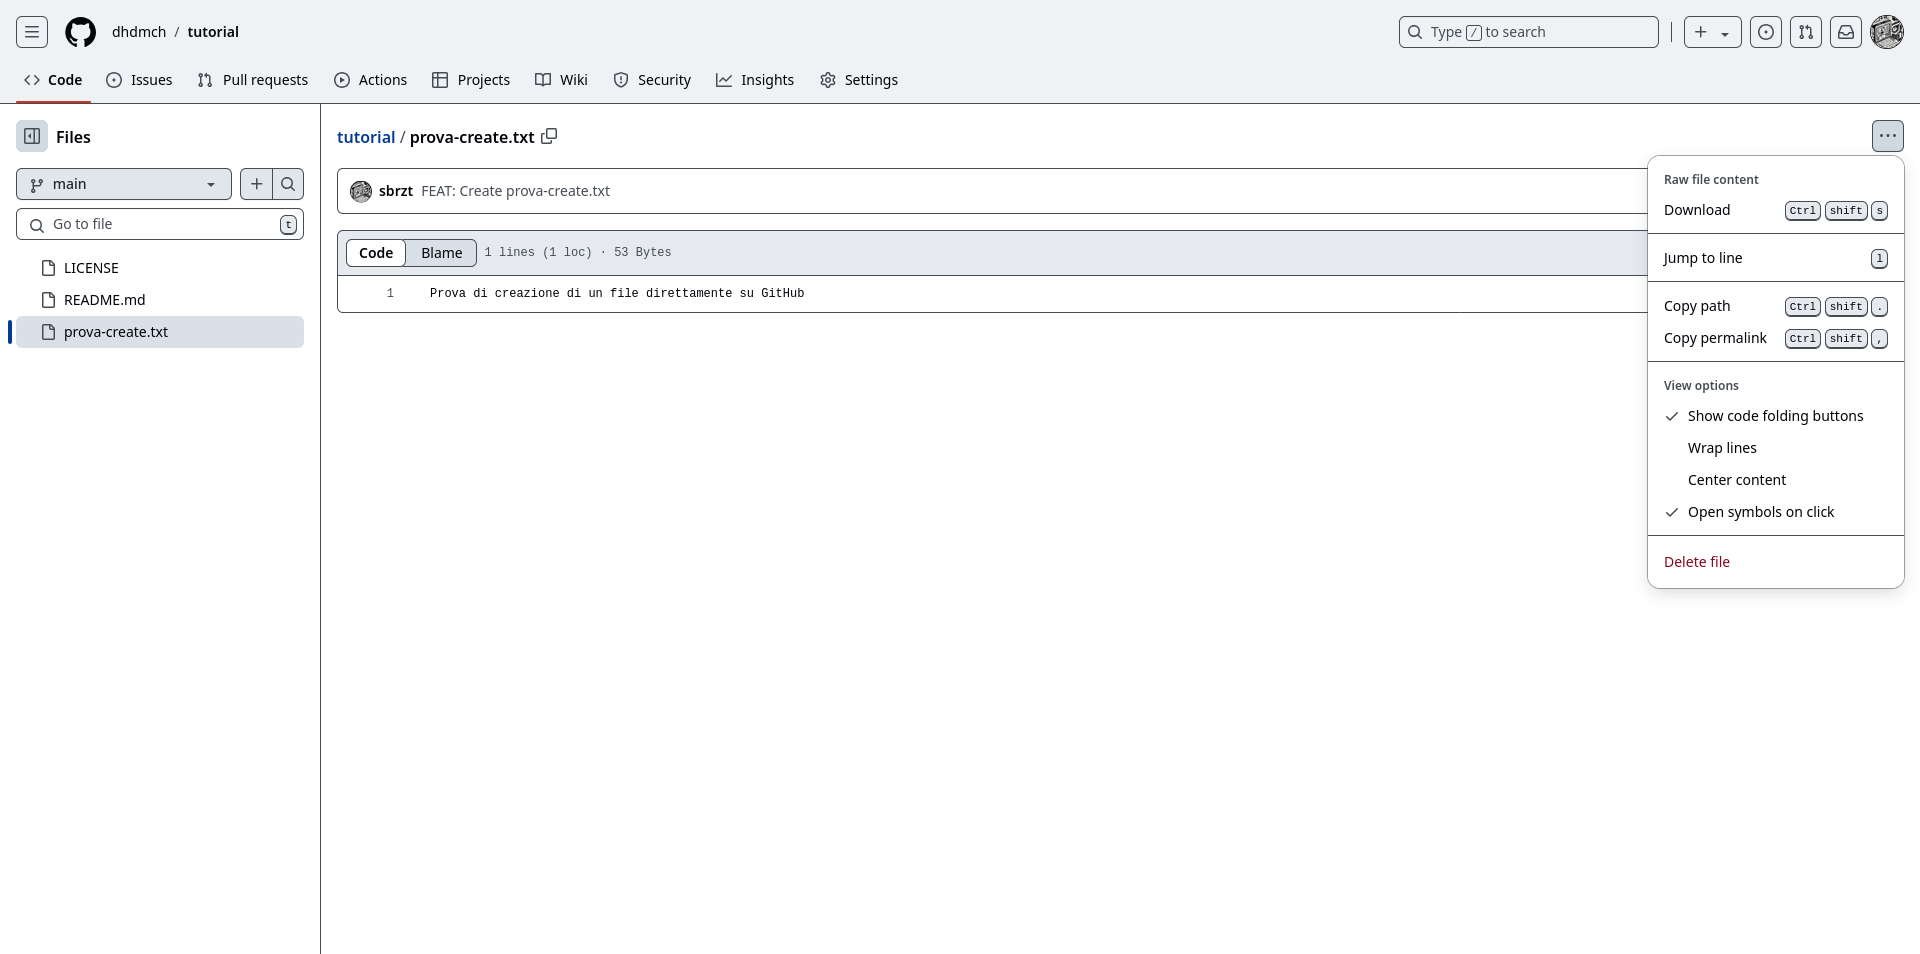 dhdmch / tutorial
Type / to search
Code Issues Pull requests Actions Projects Wiki Security Insights Settings
Files
main
Go to file t
LICENSE
README.md
prova-create.txt
tutorial / prova-create.txt
sbrzt FEAT: Create prova-create.txt
Code Blame 1 lines (1 loc) · 53 Bytes
1 Prova di creazione di un file direttamente su GitHub
Raw file content
Download Ctrl shift s
Jump to line l
Copy path Ctrl shift .
Copy permalink Ctrl shift ,
View options
Show code folding buttons
Wrap lines
Center content
Open symbols on click
Delete file